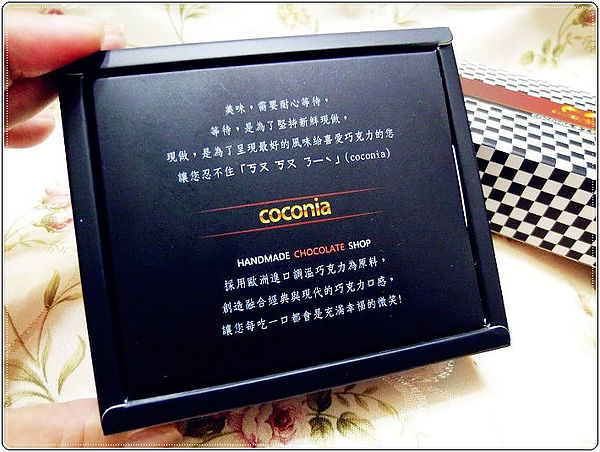 美味，需要耐心等待，
等待，是為了堅持新鮮現做，
現做，是為了呈現最好的風味給喜愛巧克力的您
讓您忍不住「ㄎㄡ ㄎㄡ ㄋㄧㄚ」(coconia)
coconia
HANDMADE CHOCOLATE SHOP
採用歐洲進口調溫巧克力為原料，
創造融合經典與現代的巧克力口感，
讓您每吃一口都會是充滿幸福的微笑!